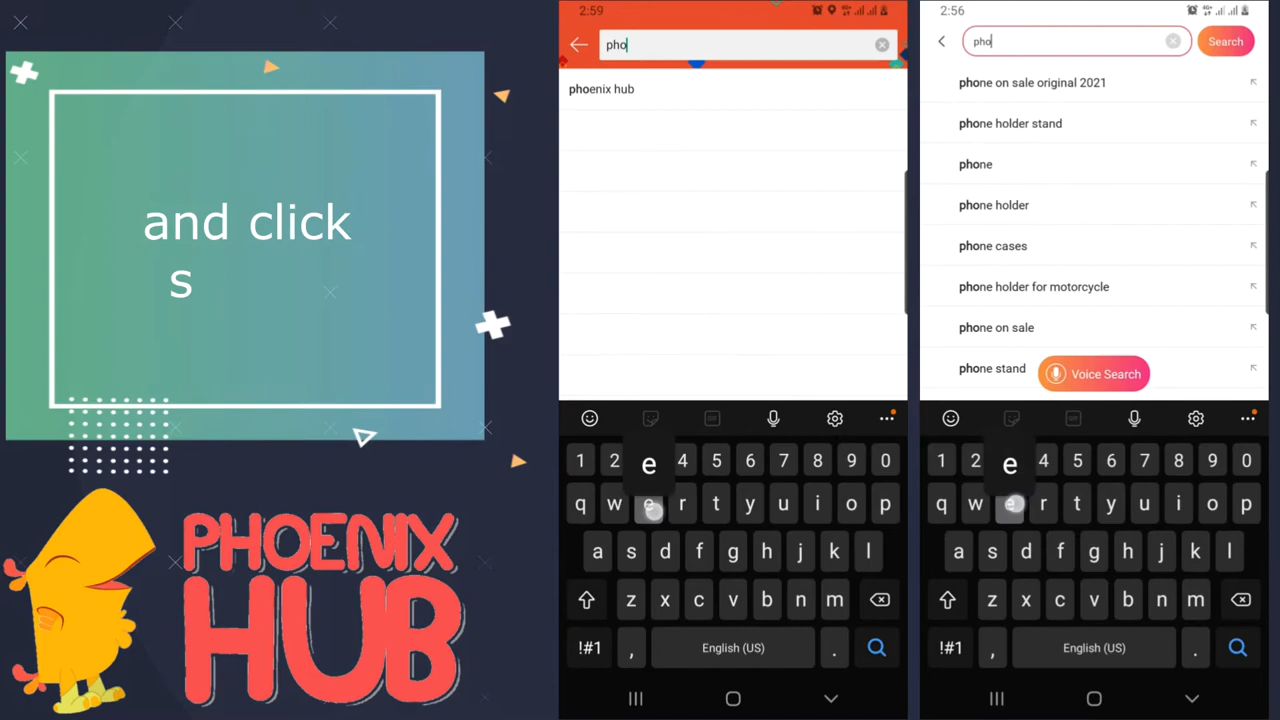 and click
s
PHOENIX
HUB
2:59
pho
phoenix hub
e
1 2 4 5 6 7 8 9 0
q w e r t y u i o p
a s d f g h j k l
z x c v b n m
!#1 , English (US) .
2:56
pho
Search
phone on sale original 2021
phone holder stand
phone
phone holder
phone cases
phone holder for motorcycle
phone on sale
phone stand
Voice Search
e
1 2 4 5 6 7 8 9 0
q w e r t y u i o p
a s d f g h j k l
z x c v b n m
!#1 , English (US) .